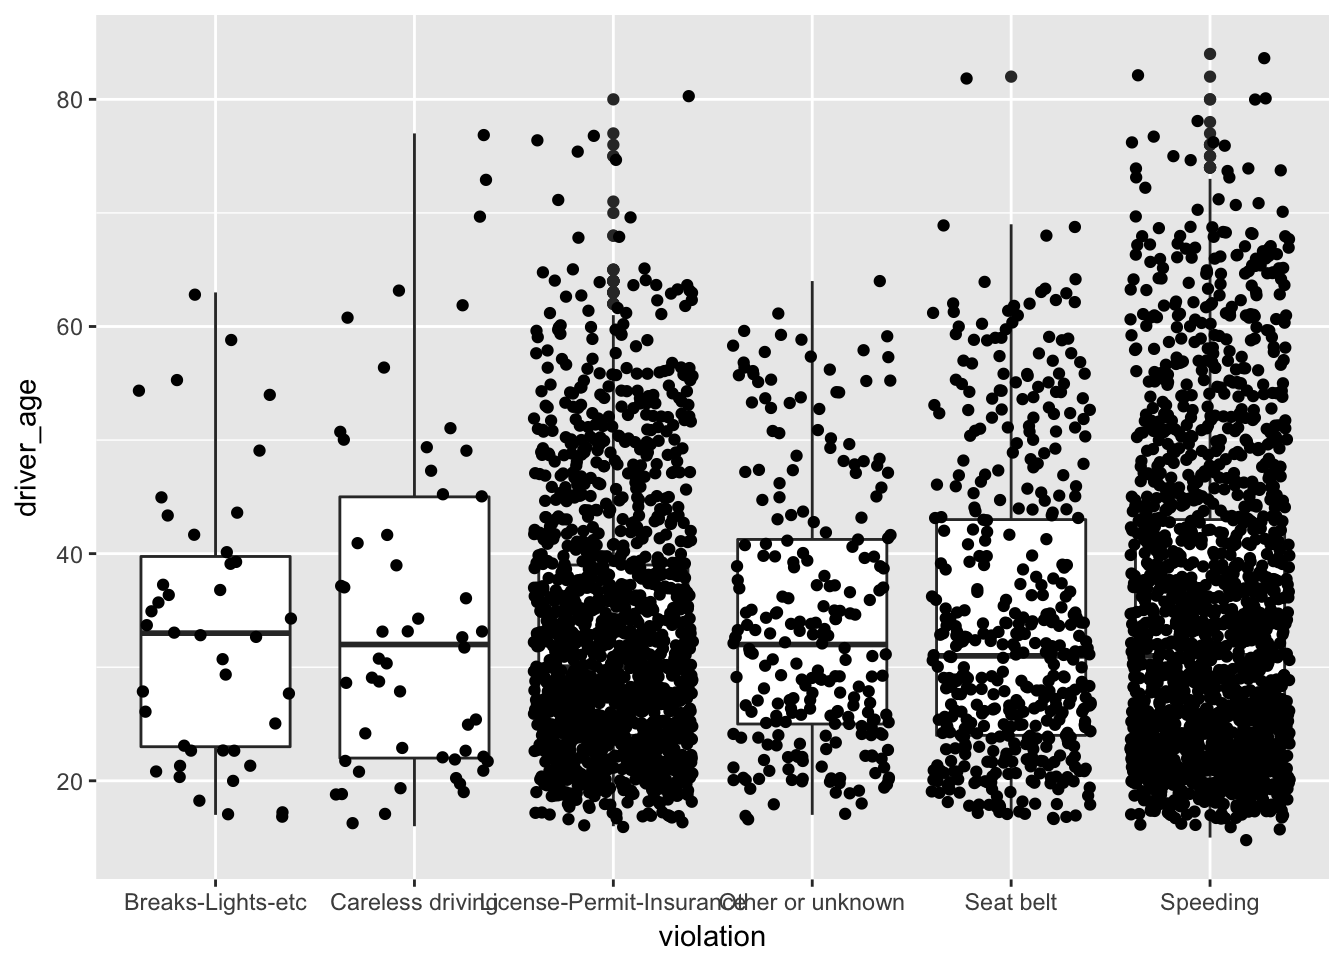 driver_age
80
60
40
20
Breaks-Lights-etc
Careless driving
License-Permit-Insurance
Other or unknown
Seat belt
Speeding
violation